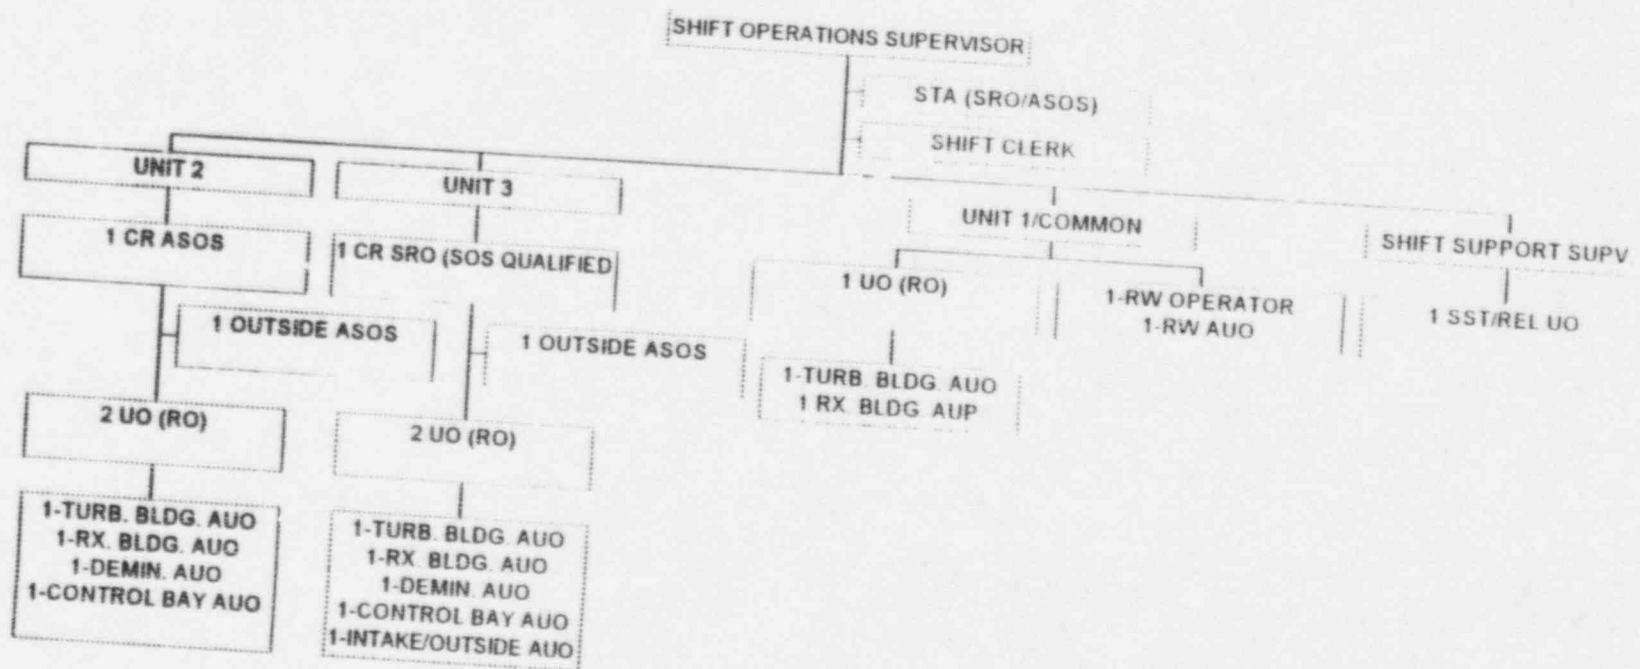 SHIFT OPERATIONS SUPERVISOR
STA (SRO/ASOS)
SHIFT CLERK
UNIT 2
1 CR ASOS
1 OUTSIDE ASOS
2 UO (RO)
1-TURB. BLDG. AUO
1-RX. BLDG. AUO
1-DEMIN. AUO
1-CONTROL BAY AUO
UNIT 3
1 CR SRO (SOS QUALIFIED
1 OUTSIDE ASOS
2 UO (RO)
1-TURB. BLDG. AUO
1-RX. BLDG. AUO
1-DEMIN. AUO
1-CONTROL BAY AUO
1-INTAKE/OUTSIDE AUO
UNIT 1/COMMON
1 UO (RO)
1-TURB. BLDG. AUO
1 RX. BLDG. AUP
1-RW OPERATOR
1-RW AUO
SHIFT SUPPORT SUPV
1 SST/REL UO